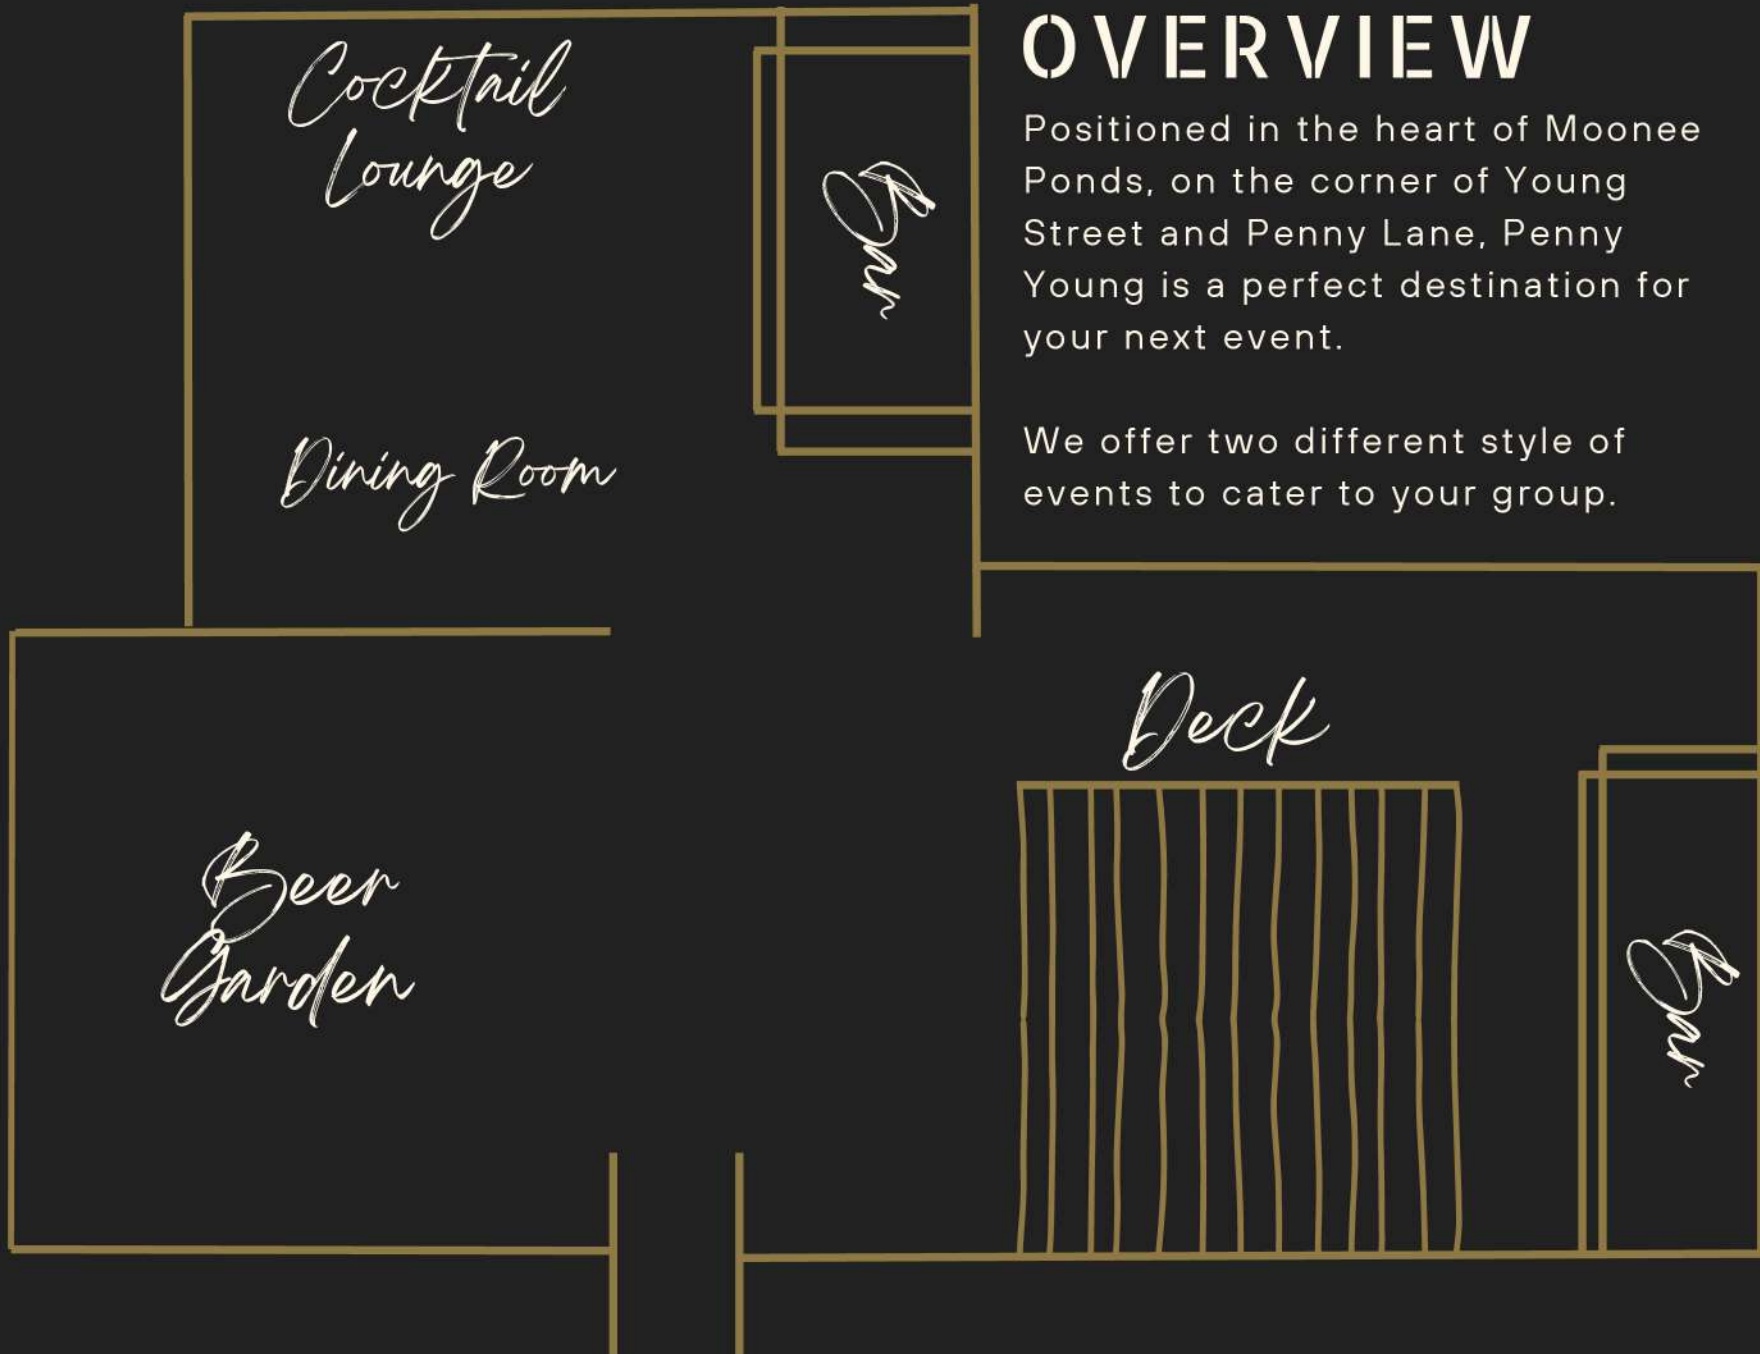 Cocktail
Lounge
Bar
Dining Room
OVERVIEW
Positioned in the heart of Moonee
Ponds, on the corner of Young
Street and Penny Lane, Penny
Young is a perfect destination for
your next event.
We offer two different style of
events to cater to your group.
Deck
Beer
Garden
Bar